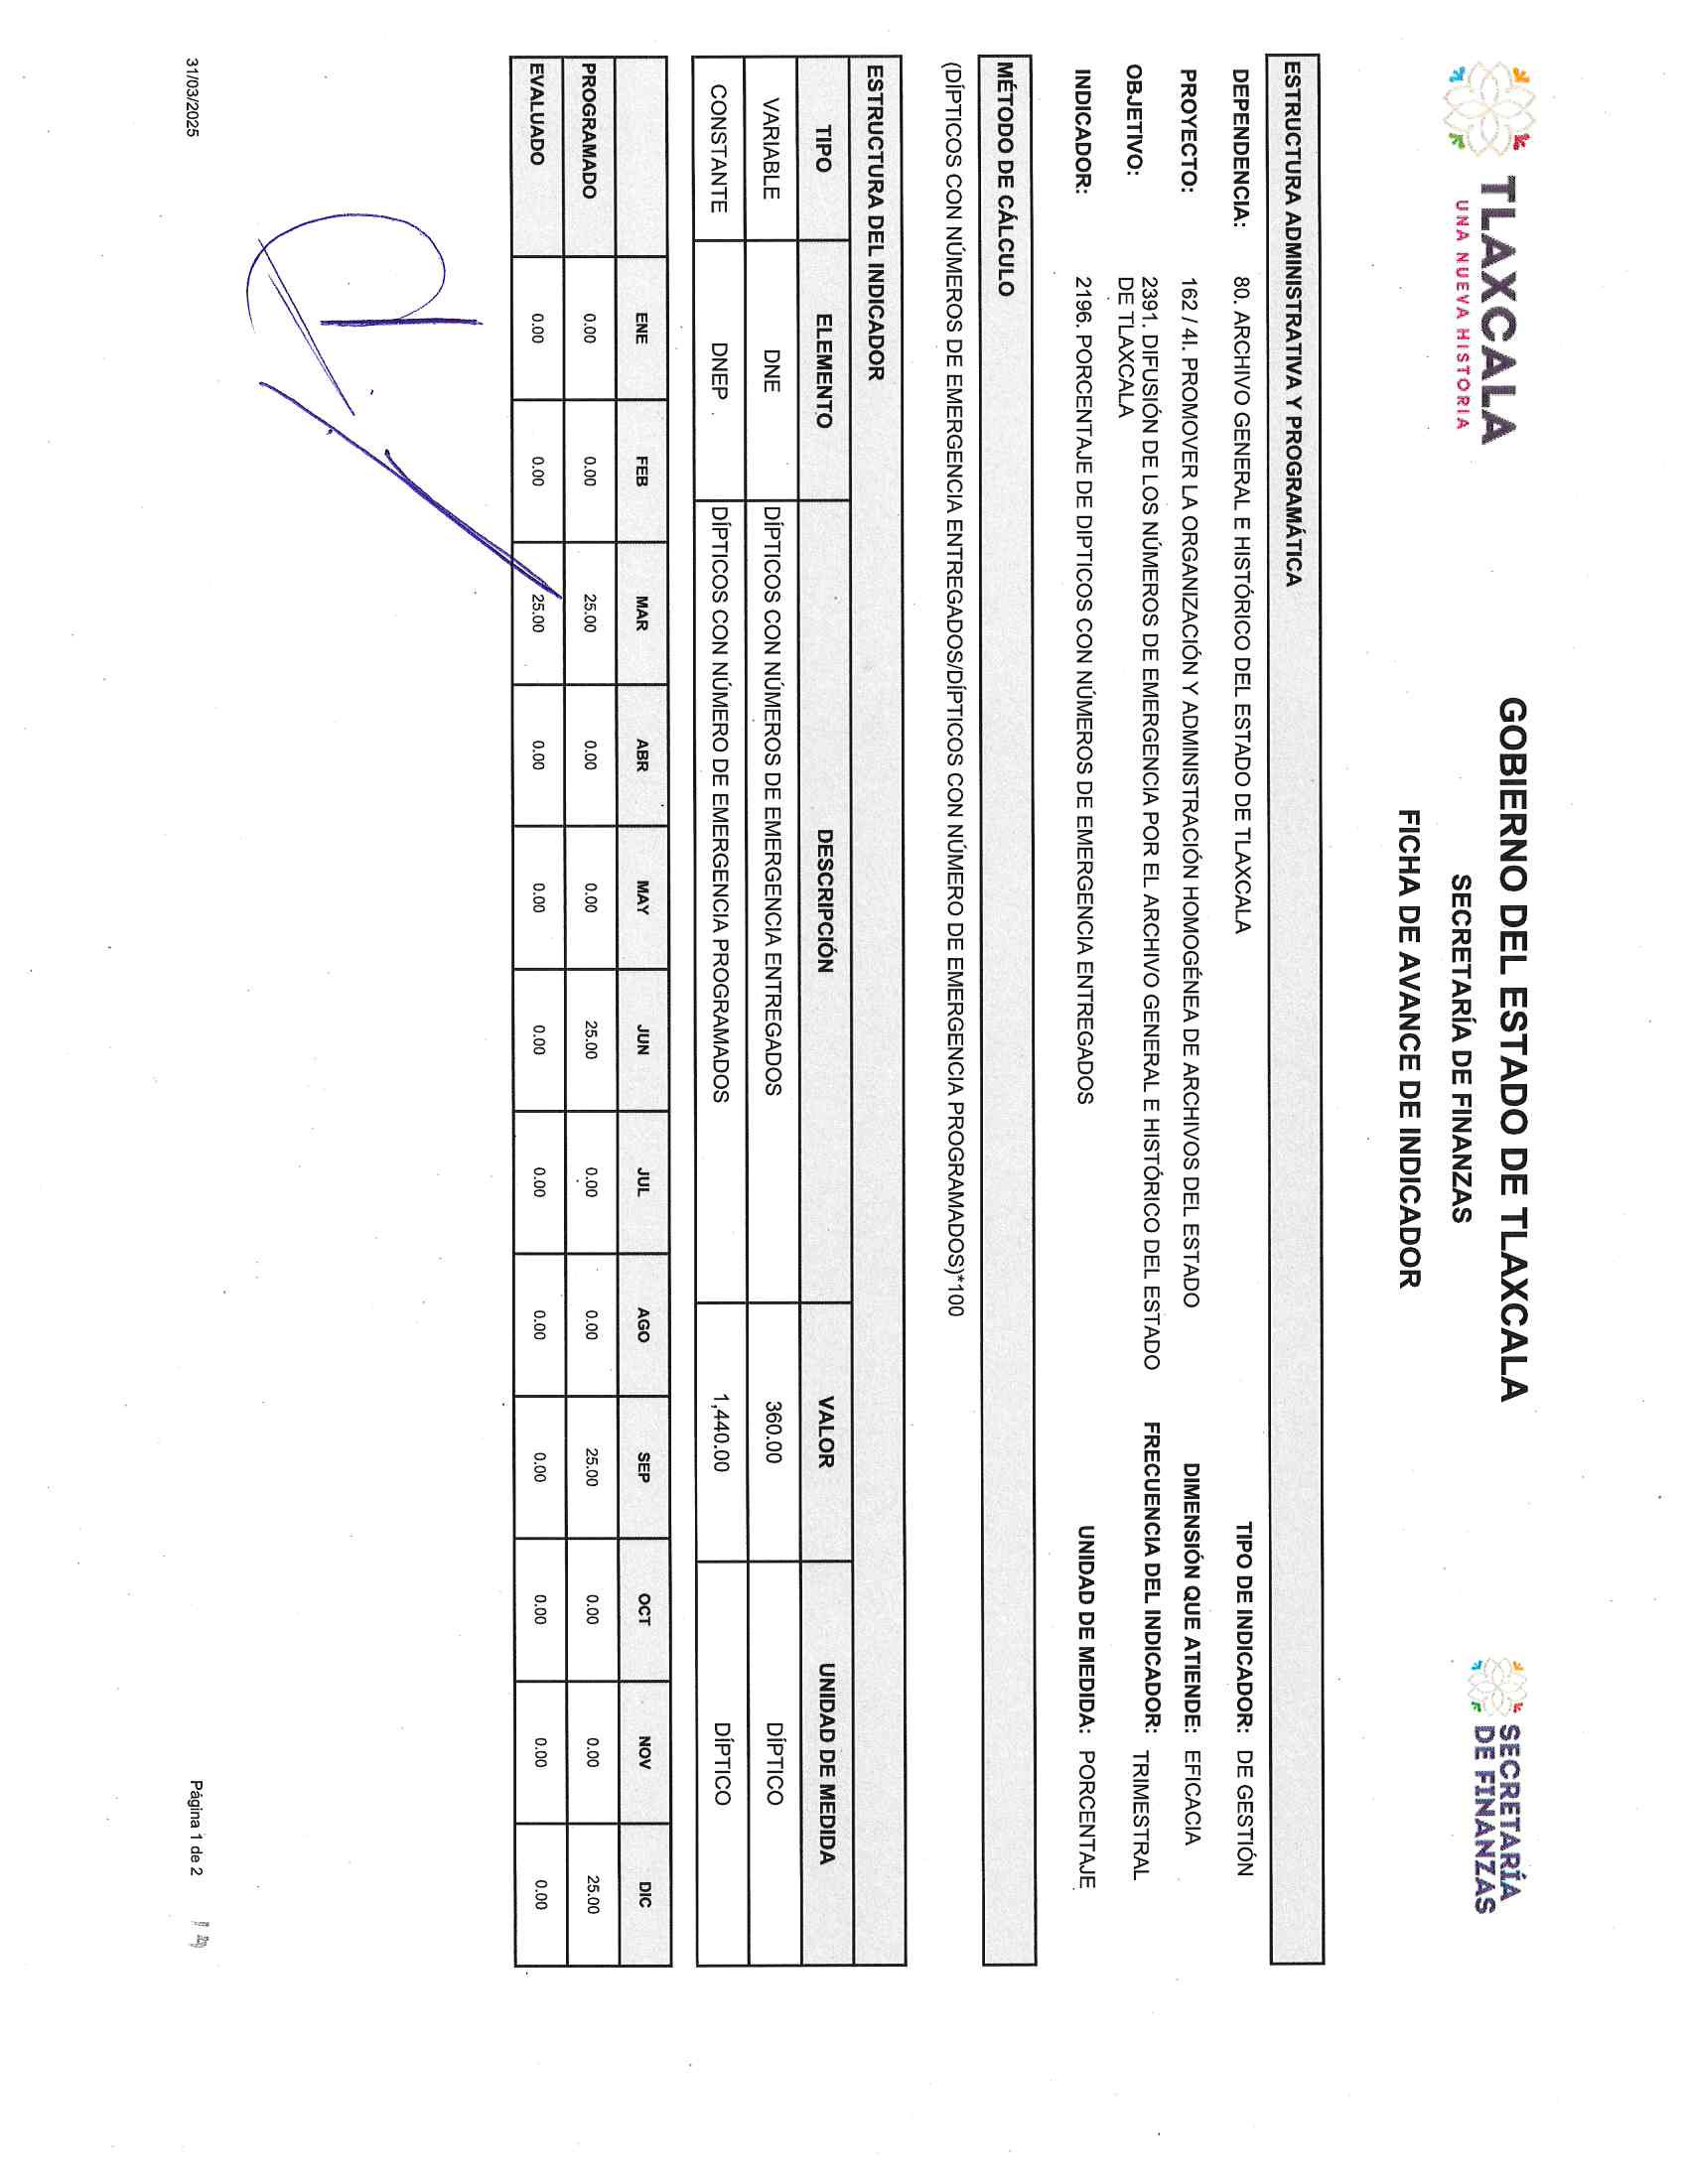 TLAXCALA
UNA NUEVA HISTORIA
GOBIERNO DEL ESTADO DE TLAXCALA
SECRETARÍA DE FINANZAS
FICHA DE AVANCE DE INDICADOR
SECRETARÍA
DE FINANZAS
ESTRUCTURA ADMINISTRATIVA Y PROGRAMÁTICA
DEPENDENCIA: 80. ARCHIVO GENERAL E HISTÓRICO DEL ESTADO DE TLAXCALA TIPO DE INDICADOR: DE GESTIÓN
PROYECTO: 162 / 4I. PROMOVER LA ORGANIZACIÓN Y ADMINISTRACIÓN HOMOGÉNEA DE ARCHIVOS DEL ESTADO DIMENSIÓN QUE ATIENDE: EFICACIA
OBJETIVO: 2391. DIFUSIÓN DE LOS NÚMEROS DE EMERGENCIA POR EL ARCHIVO GENERAL E HISTÓRICO DEL ESTADO FRECUENCIA DEL INDICADOR: TRIMESTRAL
DE TLAXCALA
INDICADOR: 2196. PORCENTAJE DE DIPTICOS CON NÚMEROS DE EMERGENCIA ENTREGADOS UNIDAD DE MEDIDA: PORCENTAJE
MÉTODO DE CÁLCULO
(DÍPTICOS CON NÚMEROS DE EMERGENCIA ENTREGADOS/DÍPTICOS CON NÚMERO DE EMERGENCIA PROGRAMADOS)*100
ESTRUCTURA DEL INDICADOR
TIPO ELEMENTO DESCRIPCIÓN VALOR UNIDAD DE MEDIDA
VARIABLE DNE DÍPTICOS CON NÚMEROS DE EMERGENCIA ENTREGADOS 360.00 DÍPTICO
CONSTANTE DNEP DÍPTICOS CON NÚMERO DE EMERGENCIA PROGRAMADOS 1,440.00 DÍPTICO
ENE FEB MAR ABR MAY JUN JUL AGO SEP OCT NOV DIC
PROGRAMADO 0.00 0.00 25.00 0.00 0.00 25.00 0.00 0.00 25.00 0.00 0.00 25.00
EVALUADO 0.00 0.00 25.00 0.00 0.00 0.00 0.00 0.00 0.00 0.00 0.00 0.00
31/03/2025 Página 1 de 2